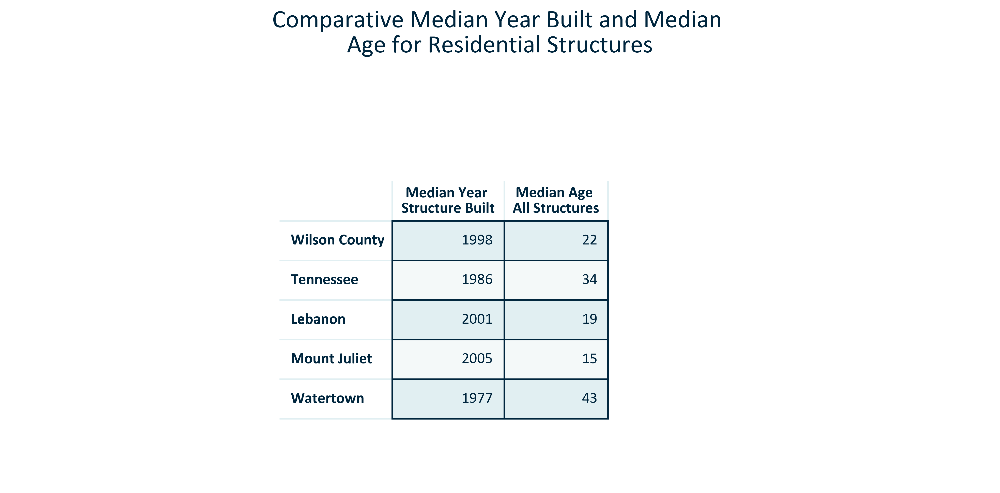 Comparative Median Year Built and Median
Age for Residential Structures
Median Year
Structure Built
Median Age
All Structures
Wilson County 1998 22
Tennessee 1986 34
Lebanon 2001 19
Mount Juliet 2005 15
Watertown 1977 43